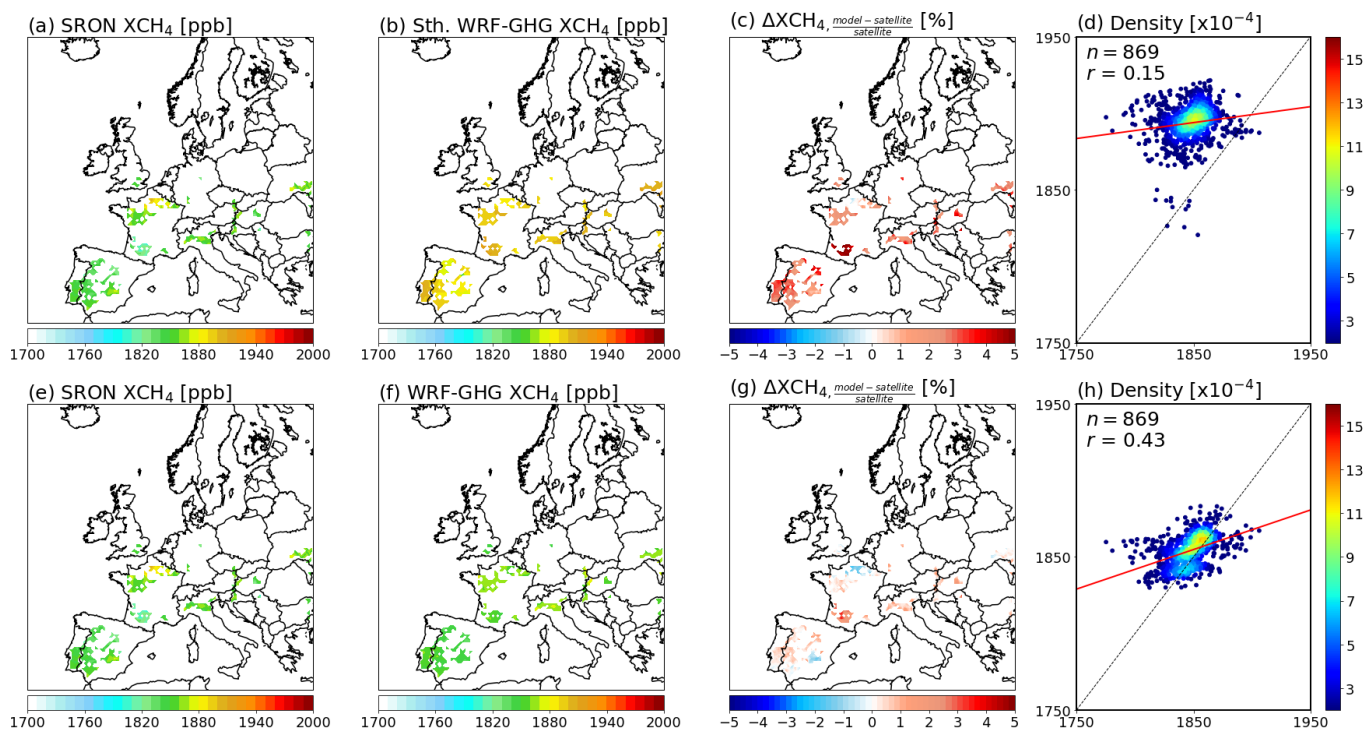 (a) SRON XCH₄ [ppb]
(b) Sth. WRF-GHG XCH₄ [ppb]
(c) ΔXCH₄, model−satellite/satellite [%]
(d) Density [x10⁻⁴]
1950
n = 869
r = 0.15
1850
1750
15
13
11
9
7
5
3
1700 1760 1820 1880 1940 2000
1700 1760 1820 1880 1940 2000
−5 −4 −3 −2 −1 0 1 2 3 4 5
1750 1850 1950
(e) SRON XCH₄ [ppb]
(f) WRF-GHG XCH₄ [ppb]
(g) ΔXCH₄, model−satellite/satellite [%]
(h) Density [x10⁻⁴]
1950
n = 869
r = 0.43
1850
1750
15
13
11
9
7
5
3
1700 1760 1820 1880 1940 2000
1700 1760 1820 1880 1940 2000
−5 −4 −3 −2 −1 0 1 2 3 4 5
1750 1850 1950